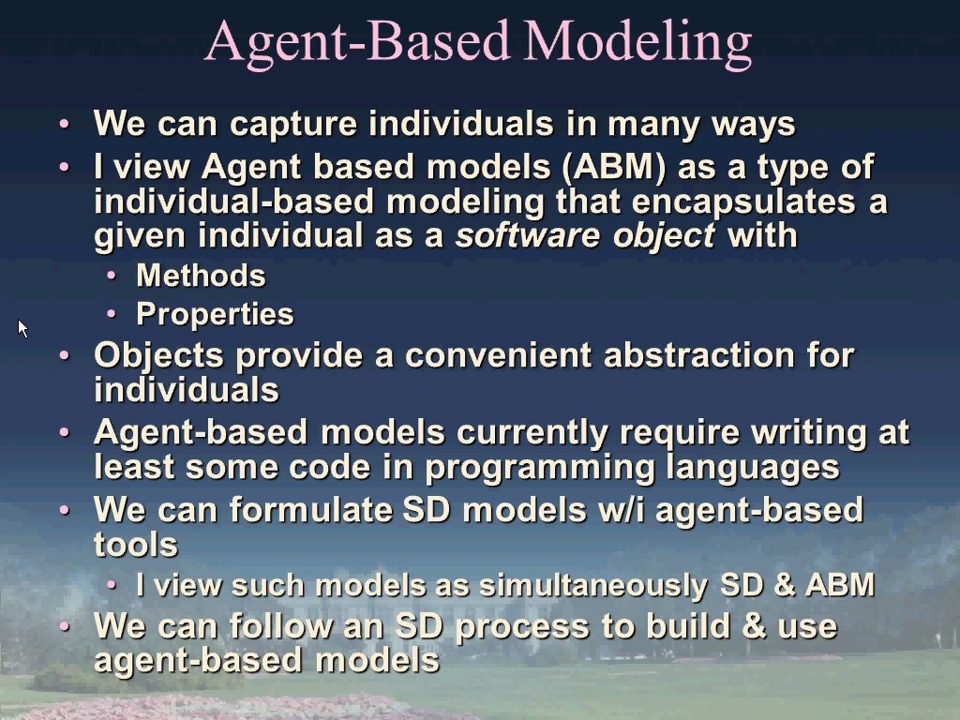 Agent-Based Modeling
• We can capture individuals in many ways
• I view Agent based models (ABM) as a type of
individual-based modeling that encapsulates a
given individual as a software object with
• Methods
• Properties
• Objects provide a convenient abstraction for
individuals
• Agent-based models currently require writing at
least some code in programming languages
• We can formulate SD models w/i agent-based
tools
• I view such models as simultaneously SD & ABM
• We can follow an SD process to build & use
agent-based models